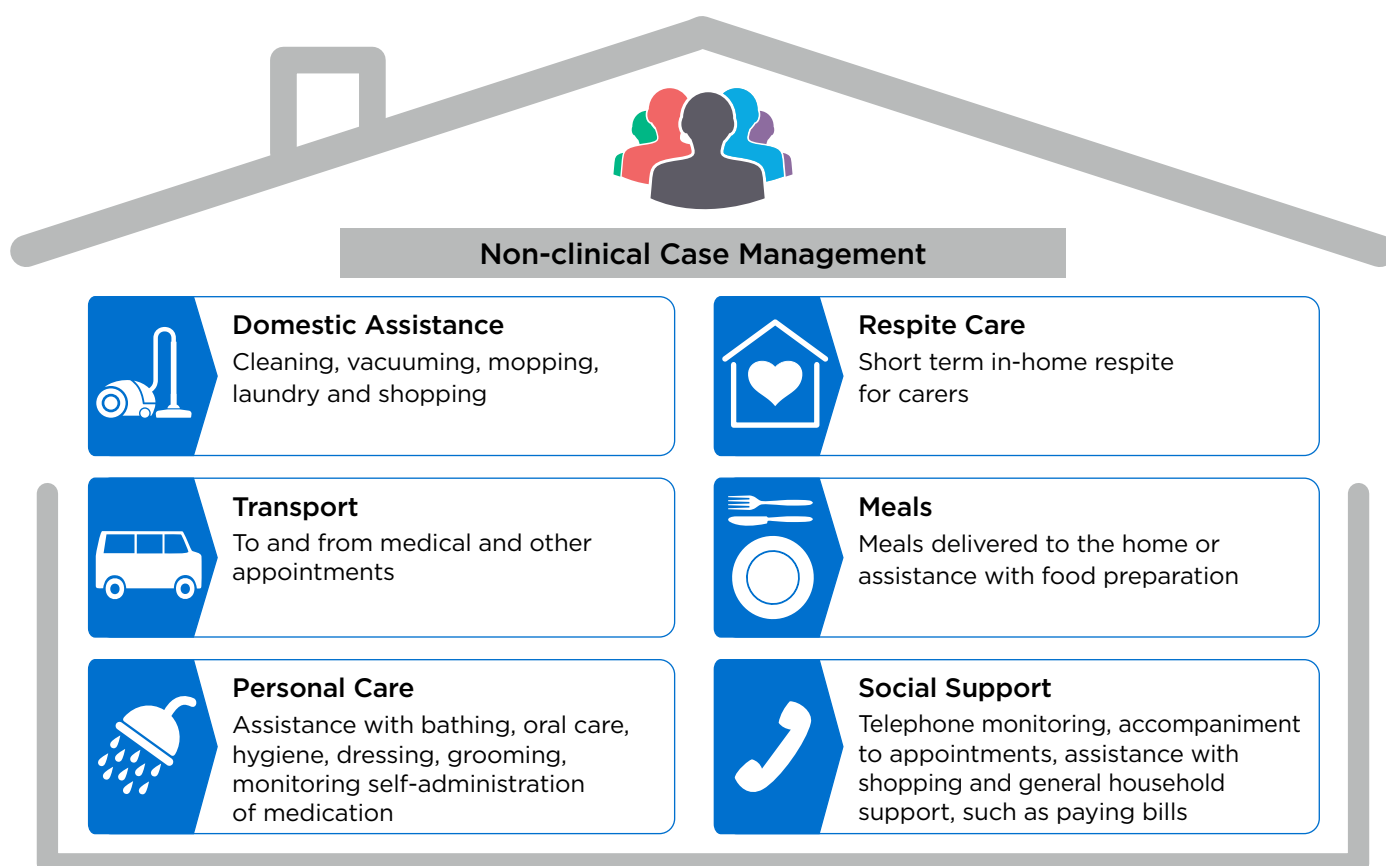 Non-clinical Case Management
Domestic Assistance
Cleaning, vacuuming, mopping,
laundry and shopping
Respite Care
Short term in-home respite
for carers
Transport
To and from medical and other
appointments
Meals
Meals delivered to the home or
assistance with food preparation
Personal Care
Assistance with bathing, oral care,
hygiene, dressing, grooming,
monitoring self-administration
of medication
Social Support
Telephone monitoring, accompaniment
to appointments, assistance with
shopping and general household
support, such as paying bills